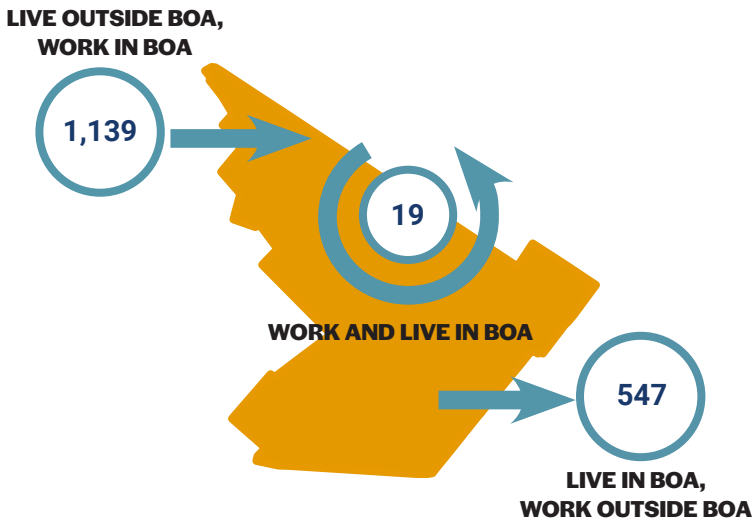 LIVE OUTSIDE BOA,
WORK IN BOA
1,139
19
WORK AND LIVE IN BOA
547
LIVE IN BOA,
WORK OUTSIDE BOA